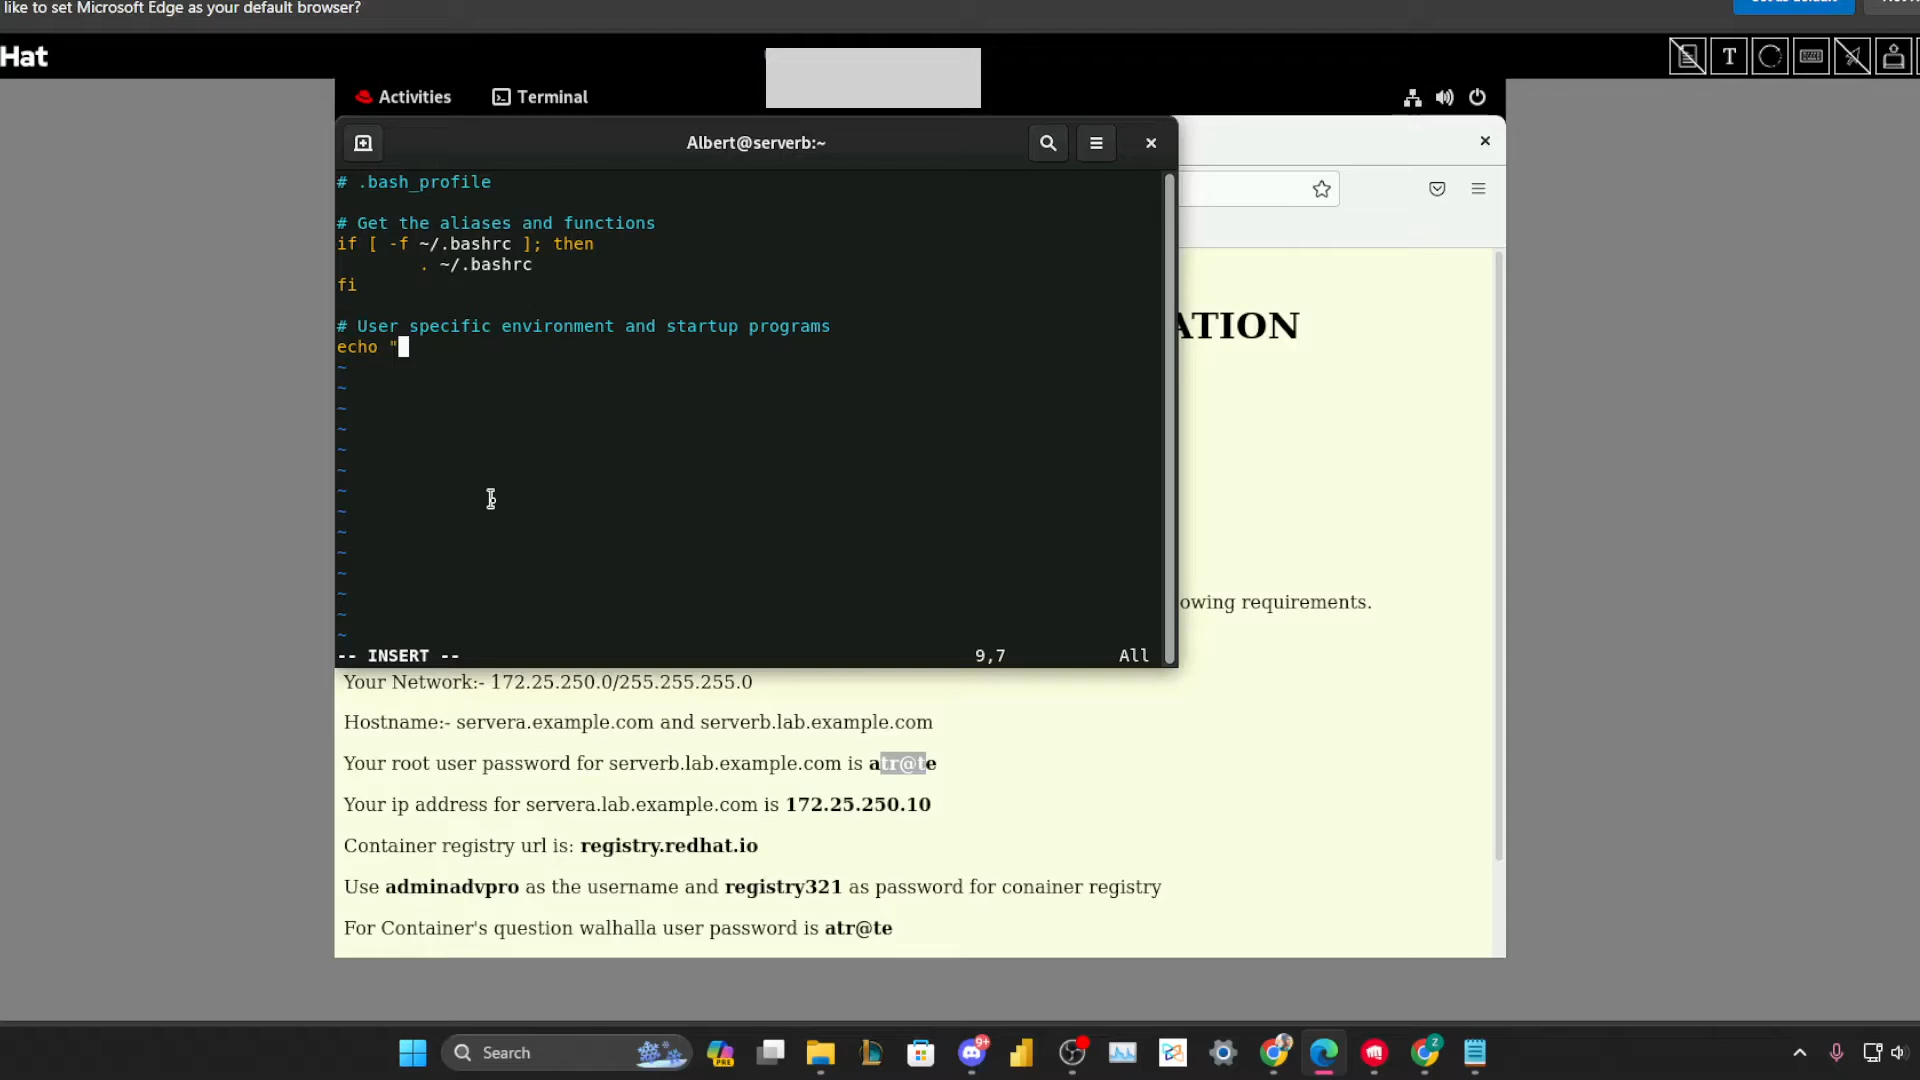 like to set Microsoft Edge as your default browser?
Hat
T
Activities
Terminal
Albert@serverb:~
# .bash_profile
# Get the aliases and functions
if [ -f ~/.bashrc ]; then
. ~/.bashrc
fi
# User specific environment and startup programs
echo "
~
~
~
~
~
~
~
~
~
~
~
~
~
~
-- INSERT -- 9,7 All
ATION
owing requirements.
Your Network:- 172.25.250.0/255.255.255.0
Hostname:- servera.example.com and serverb.lab.example.com
Your root user password for serverb.lab.example.com is atr@te
Your ip address for servera.lab.example.com is 172.25.250.10
Container registry url is: registry.redhat.io
Use adminadvpro as the username and registry321 as password for conainer registry
For Container's question walhalla user password is atr@te
Search
PRE
9+
Z